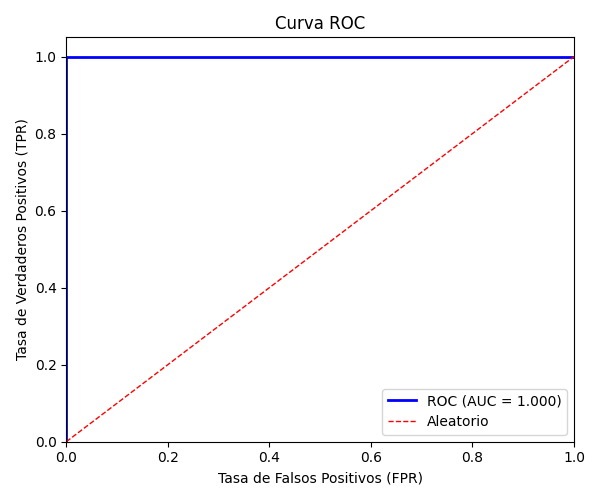 Curva ROC
Tasa de Verdaderos Positivos (TPR)
1.0
0.8
0.6
0.4
0.2
0.0
0.0 0.2 0.4 0.6 0.8 1.0
Tasa de Falsos Positivos (FPR)
ROC (AUC = 1.000)
Aleatorio